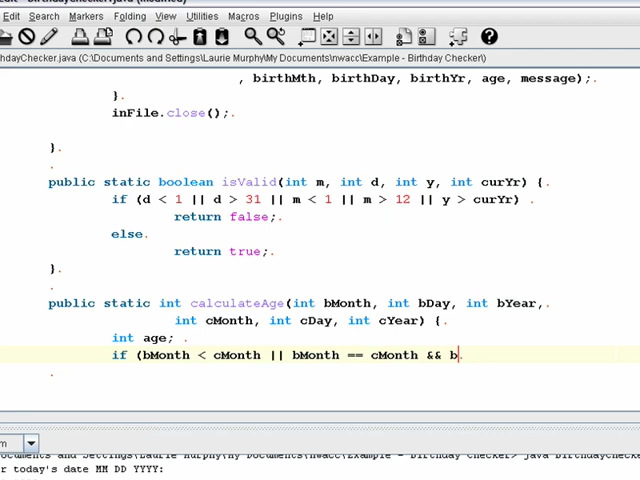 Edit Search Markers Folding View Utilities Macros Plugins Help
hdayChecker.java (C:\Documents and Settings\Laurie Murphy\My Documents\nwacc\Example - Birthday Checker\)
, birthMth, birthDay, birthYr, age, message);.
}.
inFile.close();.
}.
.
public static boolean isValid(int m, int d, int y, int curYr) {.
if (d < 1 || d > 31 || m < 1 || m > 12 || y > curYr) .
return false;.
else.
return true;.
}.
.
public static int calculateAge(int bMonth, int bDay, int bYear,.
int cMonth, int cDay, int cYear) {.
int age; .
if (bMonth < cMonth || bMonth == cMonth && b.
.
m
ocuments and Settings\Laurie Murphy\My Documents\nwacc\Example - Birthday Checker> java BirthdayChecker
r today's date MM DD YYYY: